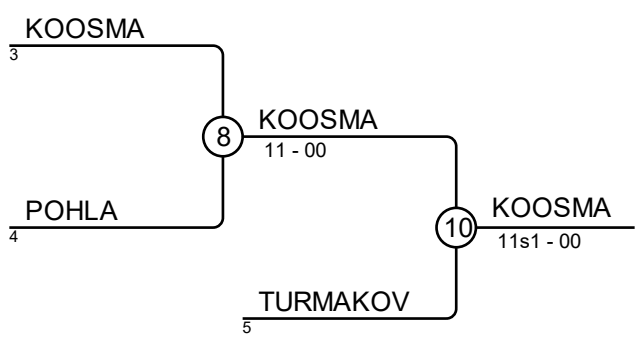 KOOSMA
3
8
KOOSMA
11 - 00
POHLA
4
10
KOOSMA
11s1 - 00
TURMAKOV
5